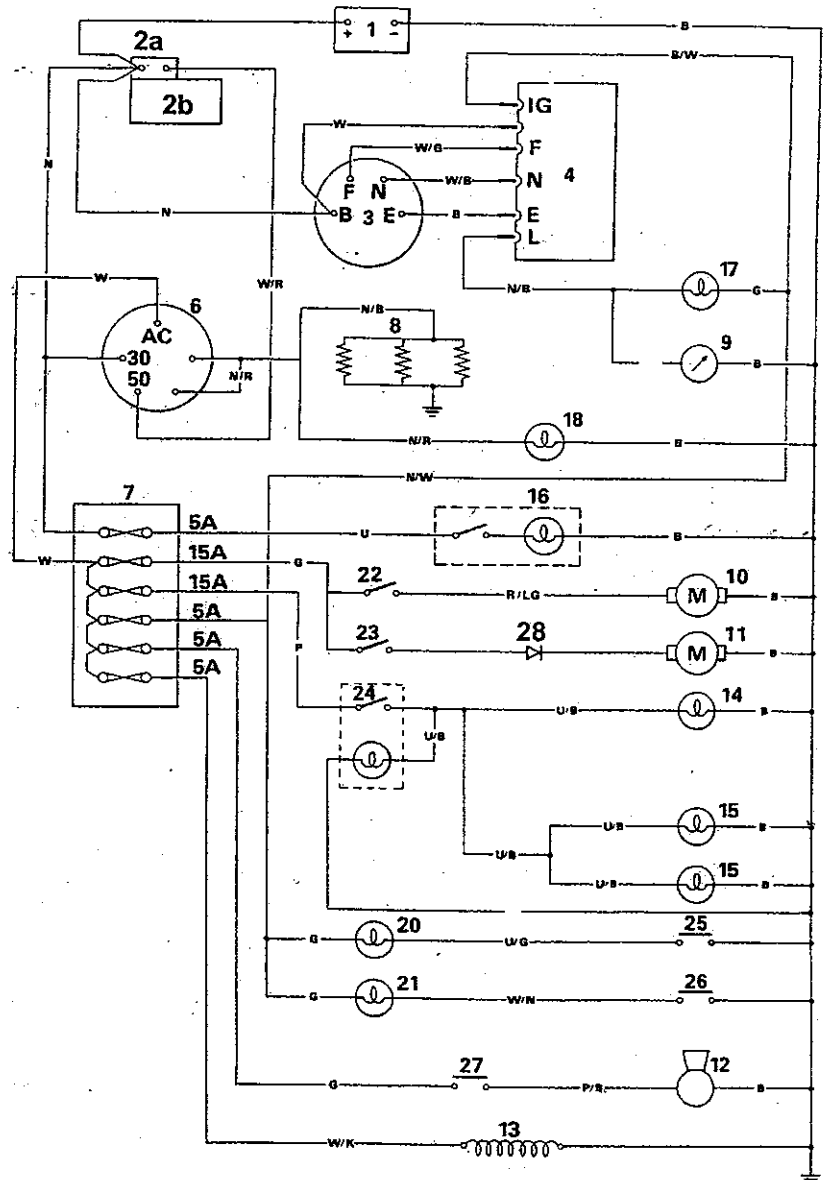 + 1 − B
2a
B/W
2b
IG
W
W/G F
N F N W/B N 4
N B 3 E B E
L
W 17
W/R N/B G
6 N/B
AC 8 9
30 B
50 N/R
18
N/R B
N/W
7 16
5A U B
W 15A G 22 10
15A R/LG M B
5A 23 28 11
5A P M B
5A
24 14
U/B U/B B
15
U/B B
U/B 15
U/B B
20 25
G U/G
21 26
G W/N
27 12
G P/B B
13
W/K